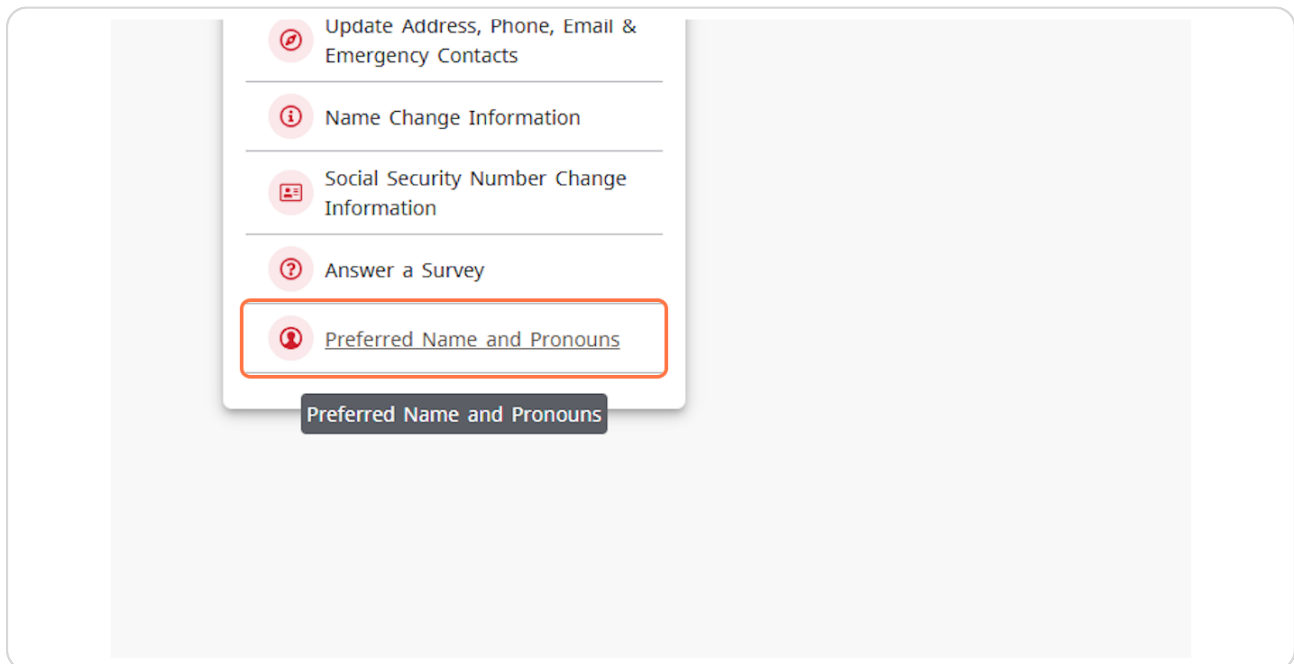 Update Address, Phone, Email &
Emergency Contacts
Name Change Information
Social Security Number Change
Information
Answer a Survey
Preferred Name and Pronouns
Preferred Name and Pronouns